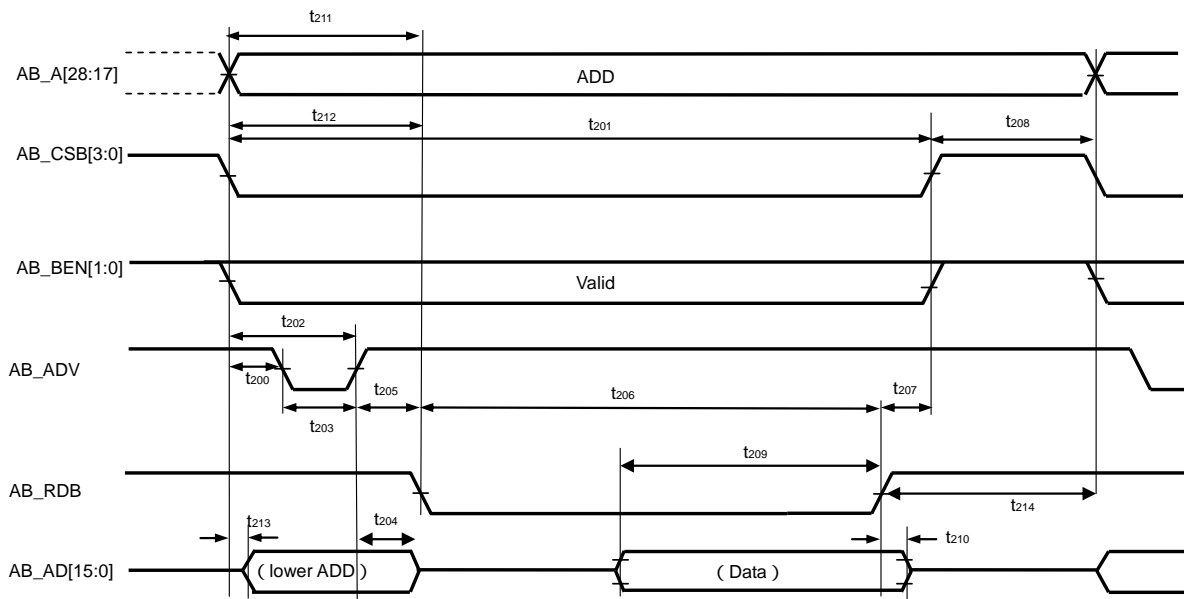 t211
AB_A[28:17]
ADD
t212
t201
t208
AB_CSB[3:0]
AB_BEN[1:0]
Valid
t202
AB_ADV
t200
t205
t206
t207
t203
t209
AB_RDB
t214
t213
t204
t210
AB_AD[15:0]
（lower ADD）
（Data）